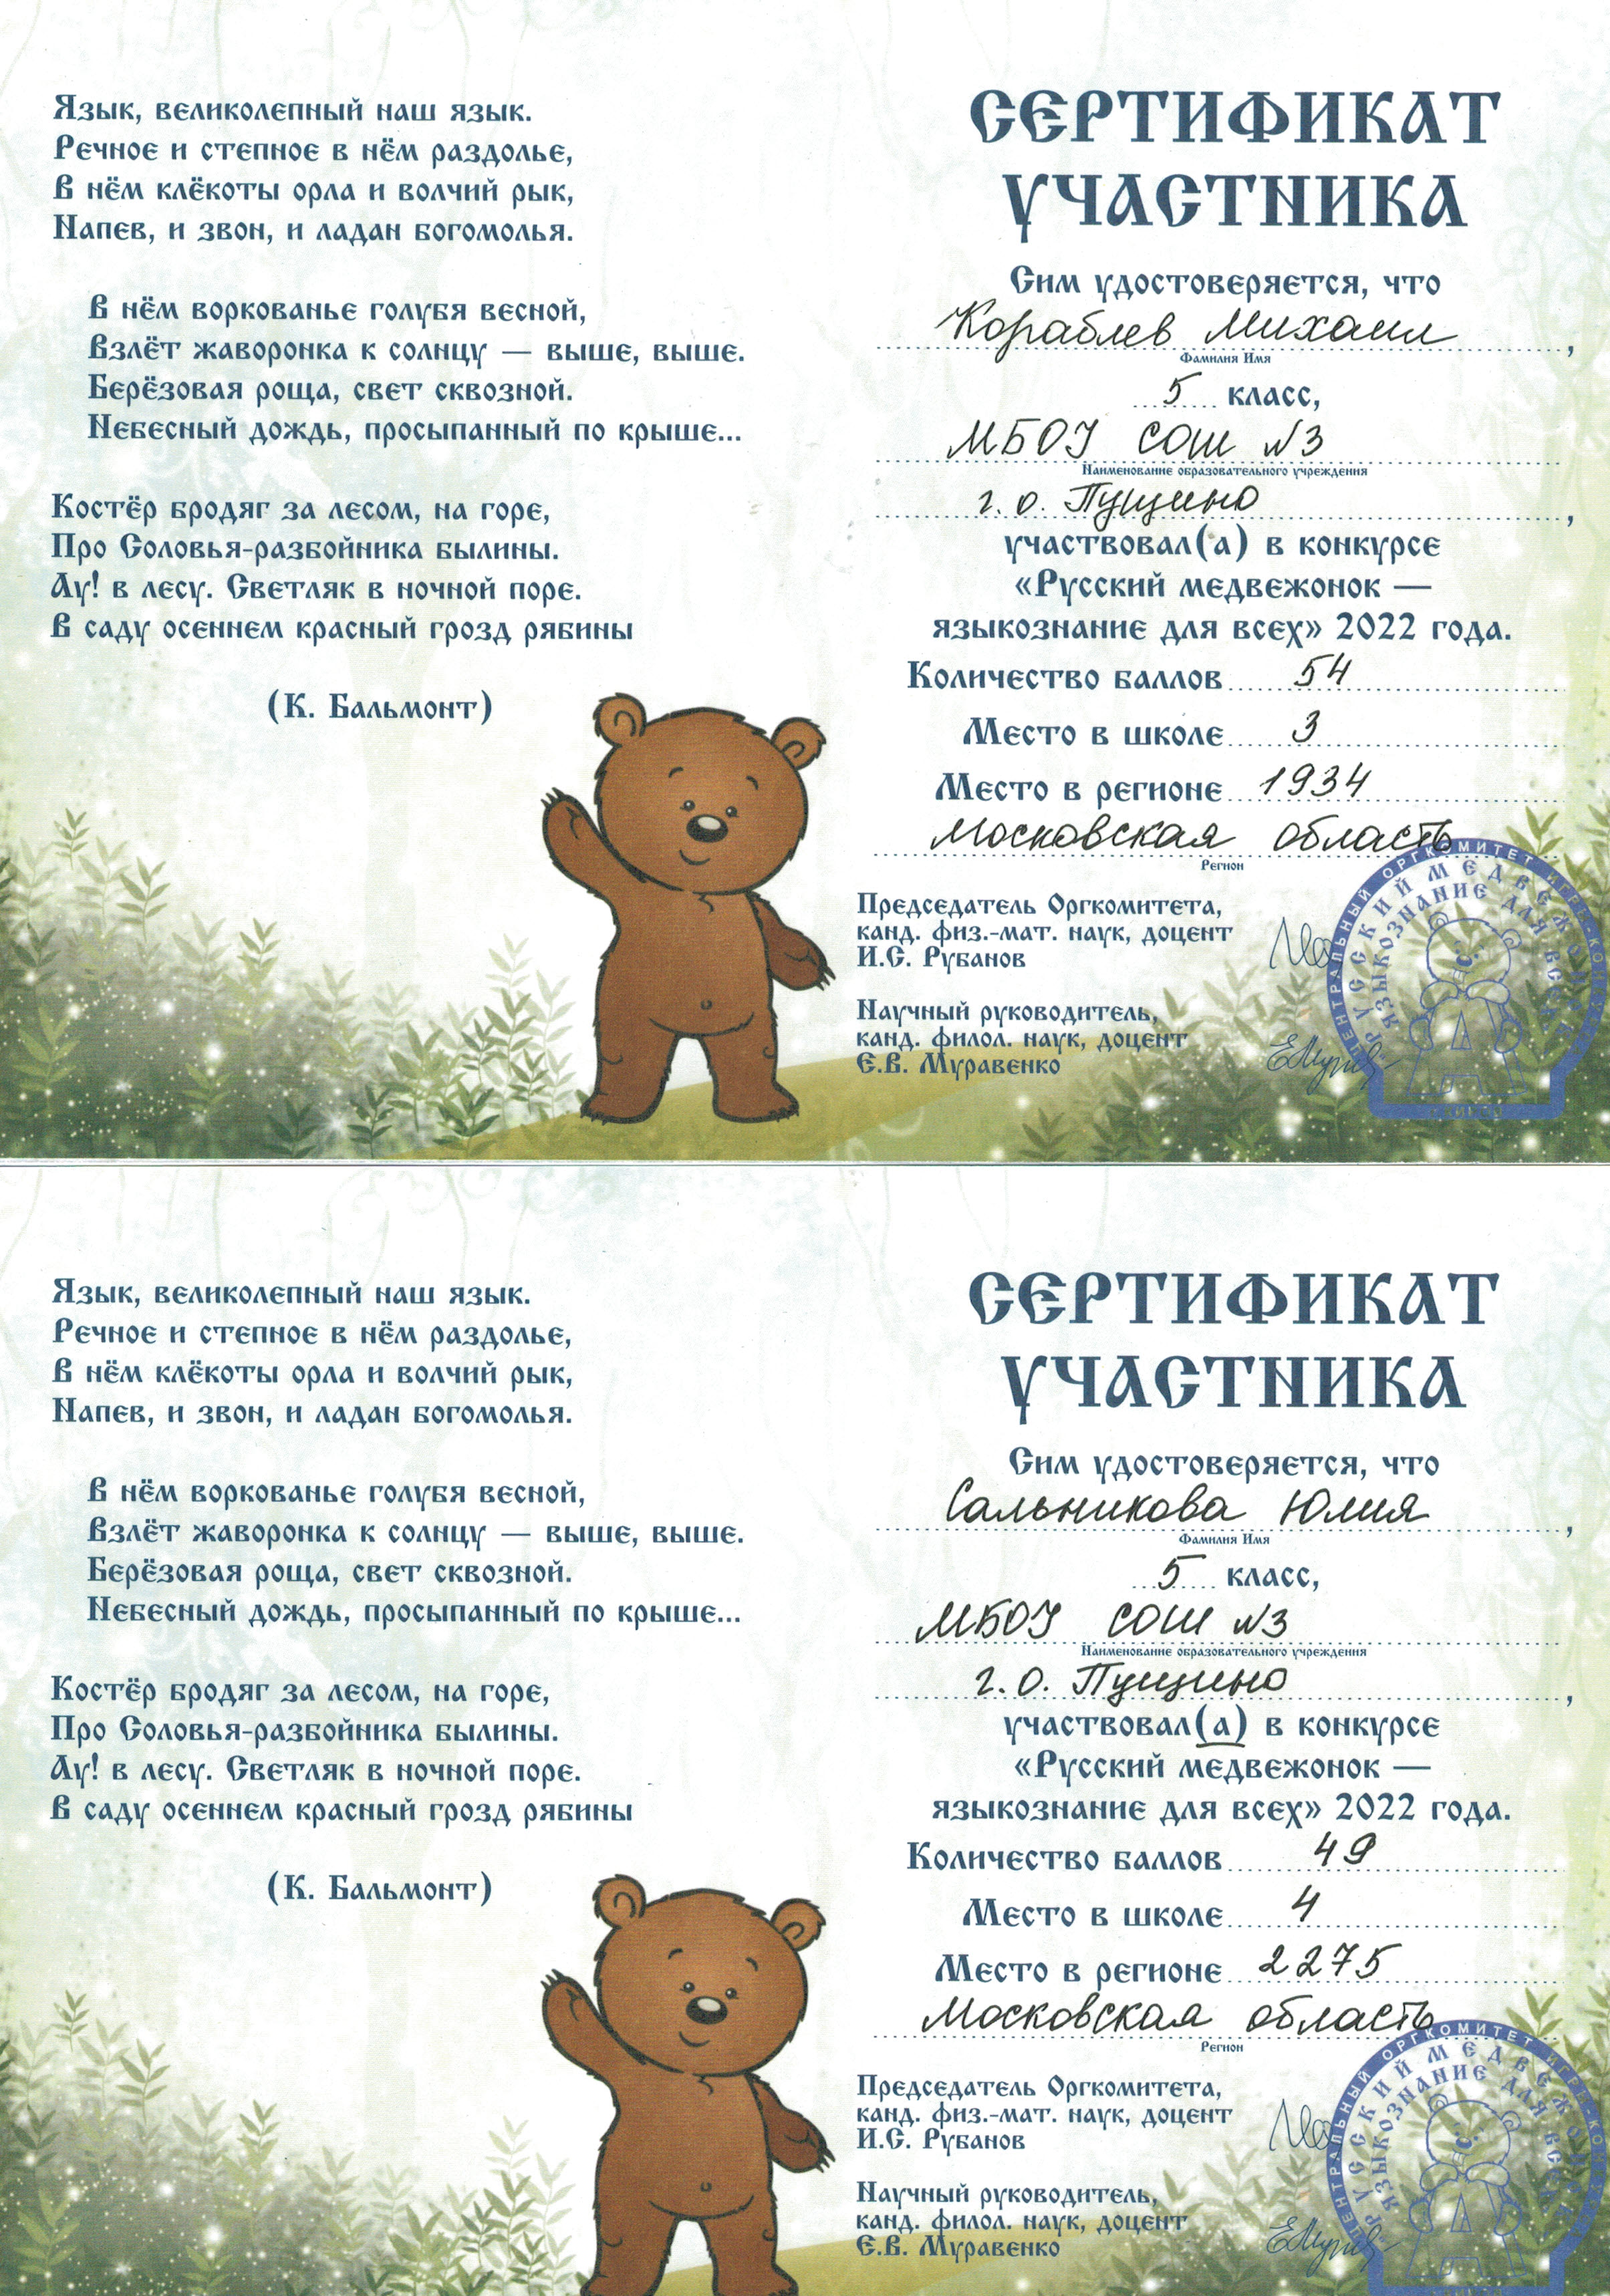 Язык, великолепный наш язык.
Речное и степное в нём раздолье,
В нём клёкоты орла и волчий рык,
Напев, и звон, и ладан богомолья.
В нём воркованье голубя весной,
Взлёт жаворонка к солнцу — выше, выше.
Берёзовая роща, свет сквозной.
Небесный дождь, просыпанный по крыше...
Костёр бродяг за лесом, на горе,
Про Соловья-разбойника былины.
Ау! в лесу. Светляк в ночной поре.
В саду осеннем красный грозд рябины
(К. Бальмонт)
СЕРТИФИКАТ
УЧАСТНИКА
Сим удостоверяется, что
Кораблев Михаил,
Фамилия Имя
5 класс,
МБОУ СОШ №3
Наименование образовательного учреждения
г. о. Пущино,
участвовал(а) в конкурсе
«Русский медвежонок —
языкознание для всех» 2022 года.
Количество баллов 54
Место в школе 3
Место в регионе 1934
Московская область
Регион
Председатель Оргкомитета,
канд. физ.-мат. наук, доцент
И.С. Рубанов
Научный руководитель,
канд. филол. наук, доцент
Е.В. Муравенко
ЦЕНТРАЛЬНЫЙ ОРГКОМИТЕТ ИГРЫ-КО
РУССКИЙ МЕДВЕЖОНОК
ЯЗЫКОЗНАНИЕ ДЛЯ ВСЕХ
Язык, великолепный наш язык.
Речное и степное в нём раздолье,
В нём клёкоты орла и волчий рык,
Напев, и звон, и ладан богомолья.
В нём воркованье голубя весной,
Взлёт жаворонка к солнцу — выше, выше.
Берёзовая роща, свет сквозной.
Небесный дождь, просыпанный по крыше...
Костёр бродяг за лесом, на горе,
Про Соловья-разбойника былины.
Ау! в лесу. Светляк в ночной поре.
В саду осеннем красный грозд рябины
(К. Бальмонт)
СЕРТИФИКАТ
УЧАСТНИКА
Сим удостоверяется, что
Сальникова Юлия,
Фамилия Имя
5 класс,
МБОУ СОШ №3
Наименование образовательного учреждения
г. о. Пущино,
участвовал(а) в конкурсе
«Русский медвежонок —
языкознание для всех» 2022 года.
Количество баллов 49
Место в школе 4
Место в регионе 2275
Московская область
Регион
Председатель Оргкомитета,
канд. физ.-мат. наук, доцент
И.С. Рубанов
Научный руководитель,
канд. филол. наук, доцент
Е.В. Муравенко
ЦЕНТРАЛЬНЫЙ ОРГКОМИТЕТ ИГРЫ-КО
РУССКИЙ МЕДВЕЖОНОК
ЯЗЫКОЗНАНИЕ ДЛЯ ВСЕХ